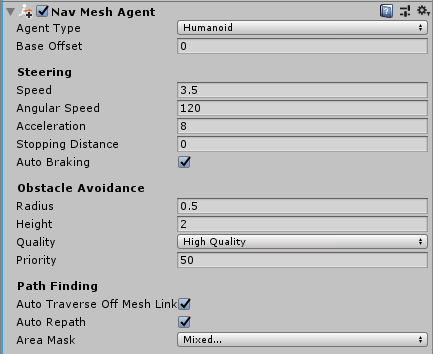 Nav Mesh Agent
Agent Type Humanoid
Base Offset 0
Steering
Speed 3.5
Angular Speed 120
Acceleration 8
Stopping Distance 0
Auto Braking
Obstacle Avoidance
Radius 0.5
Height 2
Quality High Quality
Priority 50
Path Finding
Auto Traverse Off Mesh Link
Auto Repath
Area Mask Mixed...